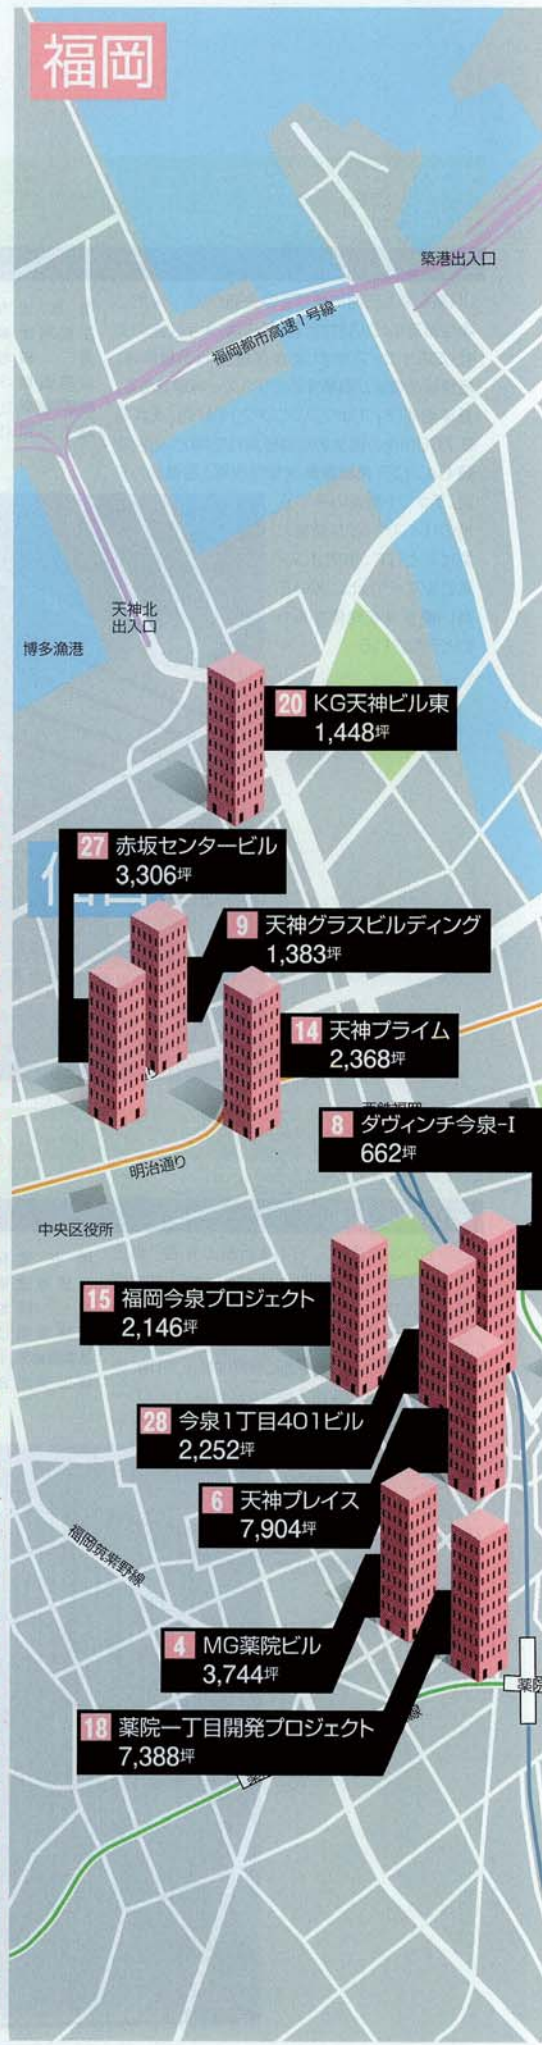 福岡
築港出入口
福岡都市高速1号線
天神北
出入口
博多漁港
20 KG天神ビル東
1,448坪
27 赤坂センタービル
3,306坪
9 天神グラスビルディング
1,383坪
14 天神プライム
2,368坪
8 ダヴィンチ今泉-I
662坪
明治通り
中央区役所
15 福岡今泉プロジェクト
2,146坪
28 今泉1丁目401ビル
2,252坪
6 天神プレイス
7,904坪
福岡筑紫野線
4 MG薬院ビル
3,744坪
薬院
18 薬院一丁目開発プロジェクト
7,388坪